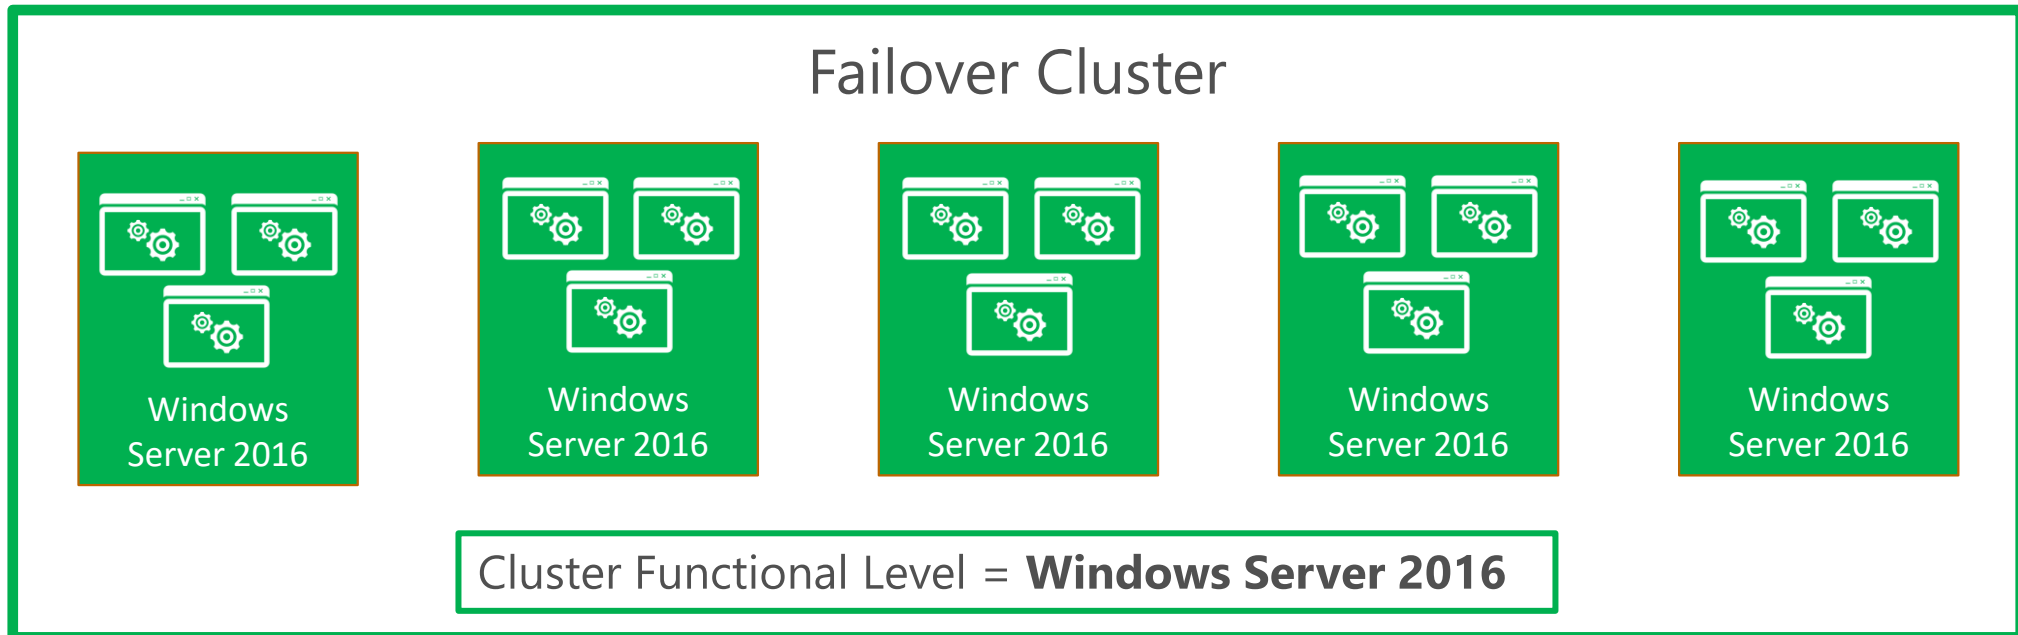 Failover Cluster
Windows
Server 2016
Windows
Server 2016
Windows
Server 2016
Windows
Server 2016
Windows
Server 2016
Cluster Functional Level = Windows Server 2016